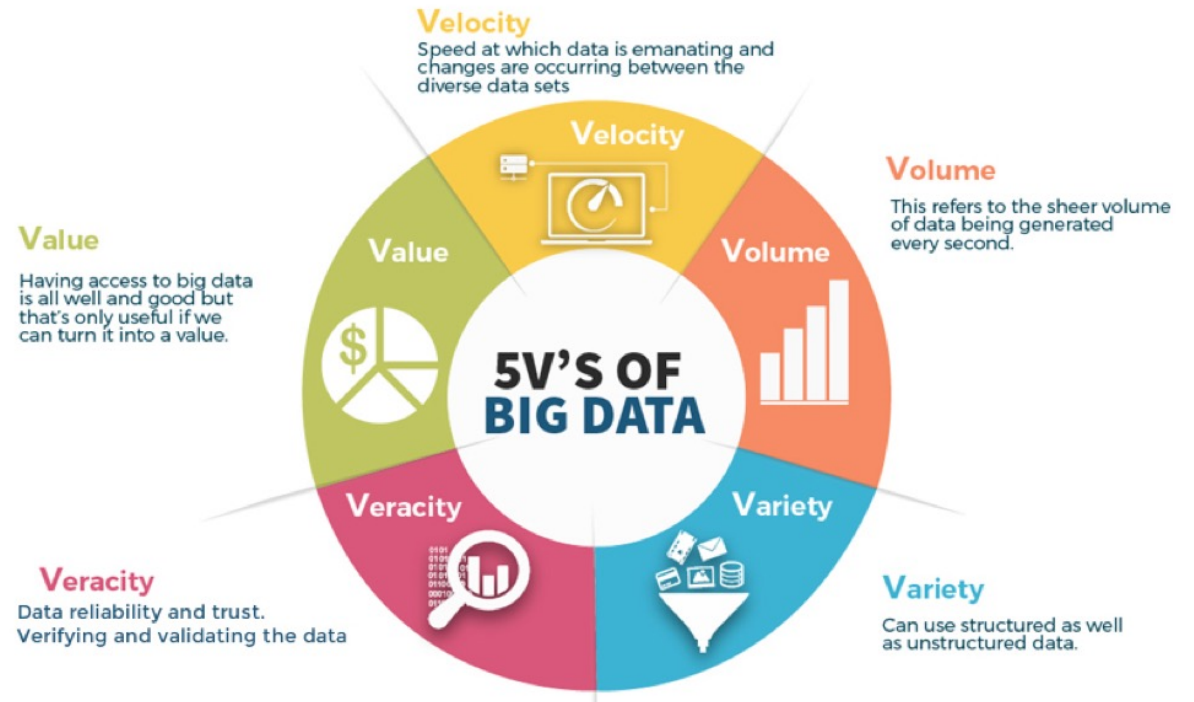 Velocity
Speed at which data is emanating and
changes are occurring between the
diverse data sets
Velocity
Volume
This refers to the sheer volume
of data being generated
every second.
Volume
Value
Having access to big data
is all well and good but
that's only useful if we
can turn it into a value.
Value
$
5V'S OF
BIG DATA
Veracity
Variety
Veracity
Data reliability and trust.
Verifying and validating the data
Variety
Can use structured as well
as unstructured data.